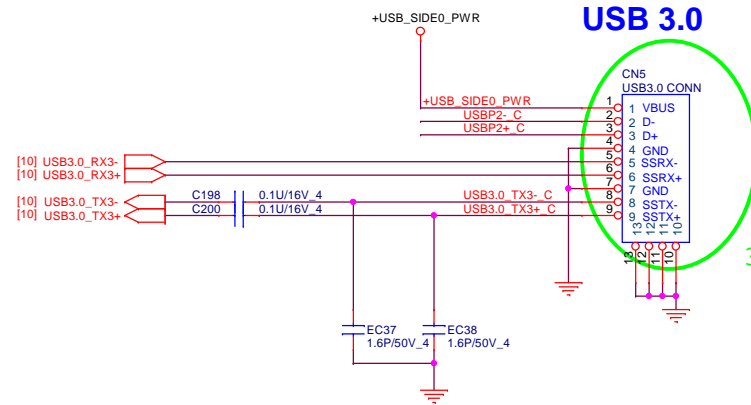 USB 3.0
+USB_SIDE0_PWR
CN5
USB3.0 CONN
+USB_SIDE0_PWR 1 1 VBUS
USBP2-_C 2 2 D-
USBP2+_C 3 3 D+
4 4 GND
[10] USB3.0_RX3- 5 5 SSRX-
[10] USB3.0_RX3+ 6 6 SSRX+
7 7 GND
[10] USB3.0_TX3- C198 0.1U/16V_4 USB3.0_TX3-_C 8 8 SSTX-
[10] USB3.0_TX3+ C200 0.1U/16V_4 USB3.0_TX3+_C 9 9 SSTX+
13 12 11 10
13 12 11 10
EC37 EC38
1.6P/50V_4 1.6P/50V_4